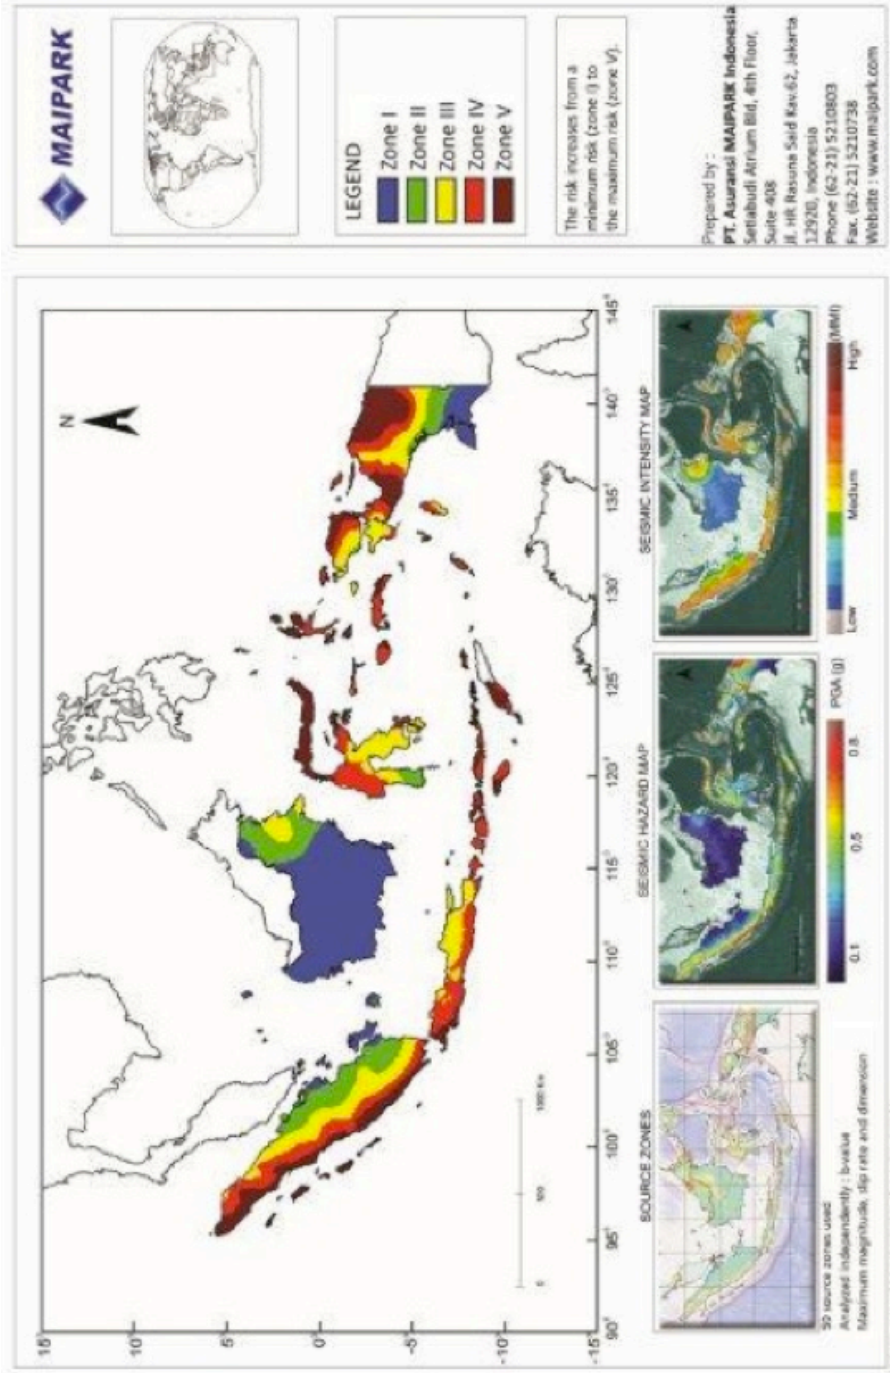 MAIPARK
LEGEND
Zone I
Zone II
Zone III
Zone IV
Zone V
The risk increases from a
minimum risk (zone I) to
the maximum risk (zone V).
Prepared by :
PT. Asuransi MAIPARK Indonesia
Setiabudi Atrium Bld, 4th Floor,
Suite 408
Jl. HR Rasuna Said Kav.62, Jakarta
12920, Indonesia
Phone (62-21) 5210803
Fax. (62-21) 5210738
Website : www.maipark.com
N
15
10
5
0
-5
-10
-15
90°
95°
100°
105°
110°
115°
120°
125°
130°
135°
140°
145°
0
500
1000 Km
SOURCE ZONES
Analyzed independently : b-value
Maximum magnitude, slip rate and dimension
SEISMIC HAZARD MAP
0.1
0.5
0.8
PGA (g)
SEISMIC INTENSITY MAP
Low
Medium
High
(MMI)